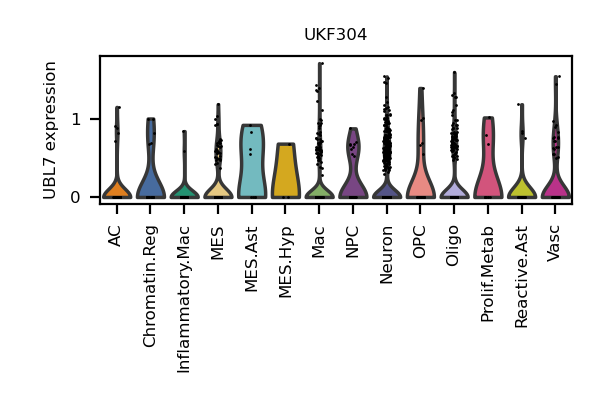 UKF304
UBL7 expression
1
0
AC
Chromatin.Reg
Inflammatory.Mac
MES
MES.Ast
MES.Hyp
Mac
NPC
Neuron
OPC
Oligo
Prolif.Metab
Reactive.Ast
Vasc